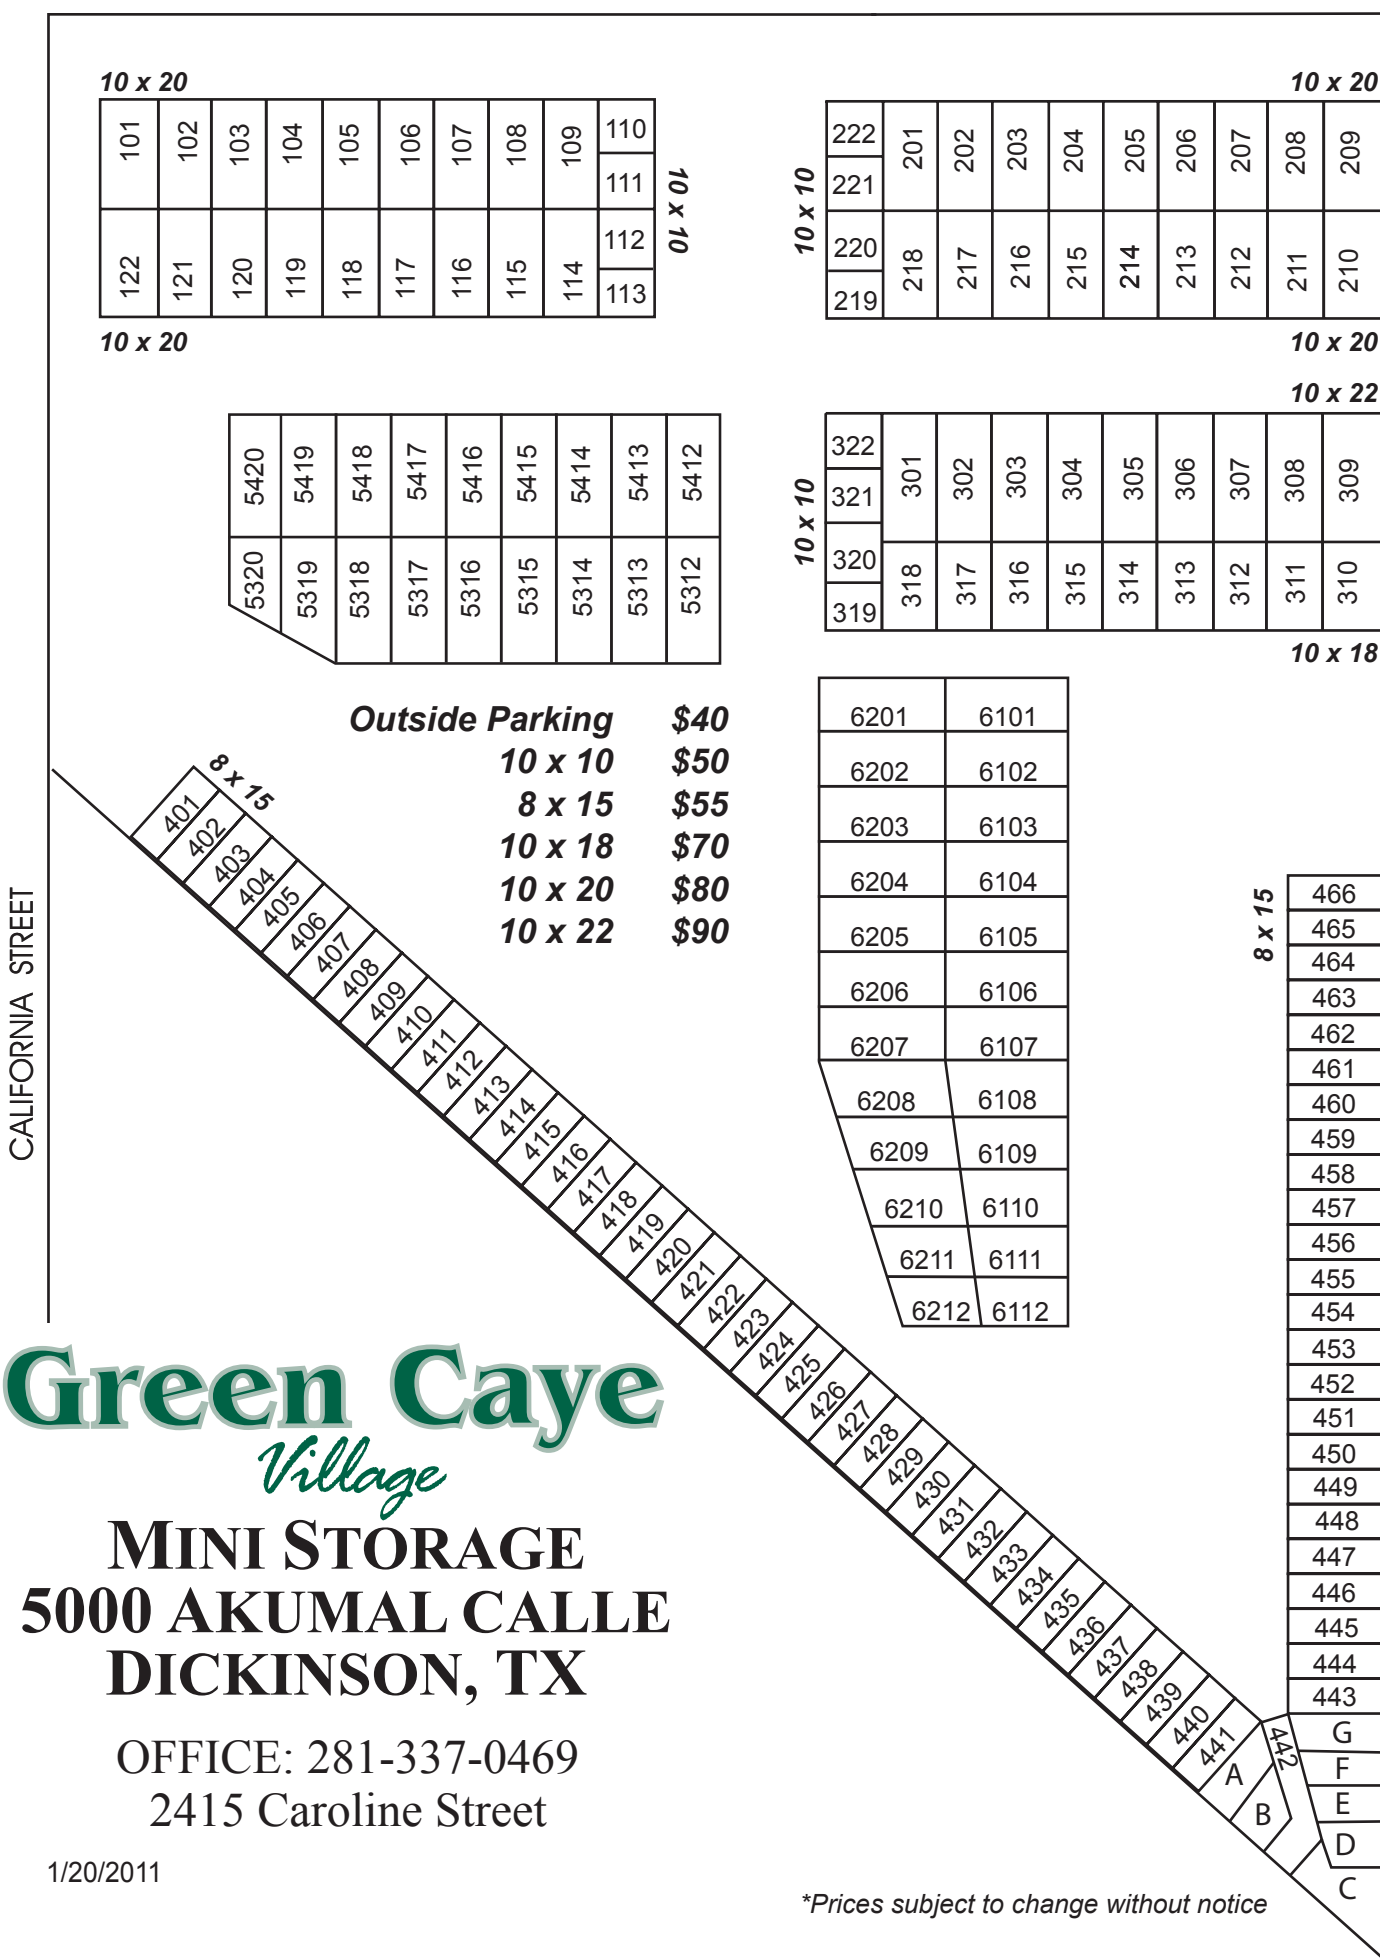 10 x 20
10 x 20
101 102 103 104 105 106 107 108 109 110
111
112
122 121 120 119 118 117 116 115 114 113
10 x 10
10 x 20
10 x 10
222 201 202 203 204 205 206 207 208 209
221
220
219 218 217 216 215 214 213 212 211 210
10 x 20
10 x 22
5420 5419 5418 5417 5416 5415 5414 5413 5412
5320 5319 5318 5317 5316 5315 5314 5313 5312
10 x 10
322 301 302 303 304 305 306 307 308 309
321
320
319 318 317 316 315 314 313 312 311 310
10 x 18
Outside Parking $40
10 x 10 $50
8 x 15 $55
10 x 18 $70
10 x 20 $80
10 x 22 $90
6201 6101
6202 6102
6203 6103
6204 6104
6205 6105
6206 6106
6207 6107
6208 6108
6209 6109
6210 6110
6211 6111
6212 6112
8 x 15
401
402
403
404
405
406
407
408
409
410
411
412
413
414
415
416
417
418
419
420
421
422
423
424
425
426
427
428
429
430
431
432
433
434
435
436
437
438
439
440
441
A
B
442
8 x 15
466
465
464
463
462
461
460
459
458
457
456
455
454
453
452
451
450
449
448
447
446
445
444
443
G
F
E
D
C
CALIFORNIA STREET
Green Caye
Village
MINI STORAGE
5000 AKUMAL CALLE
DICKINSON, TX
OFFICE: 281-337-0469
2415 Caroline Street
1/20/2011
*Prices subject to change without notice